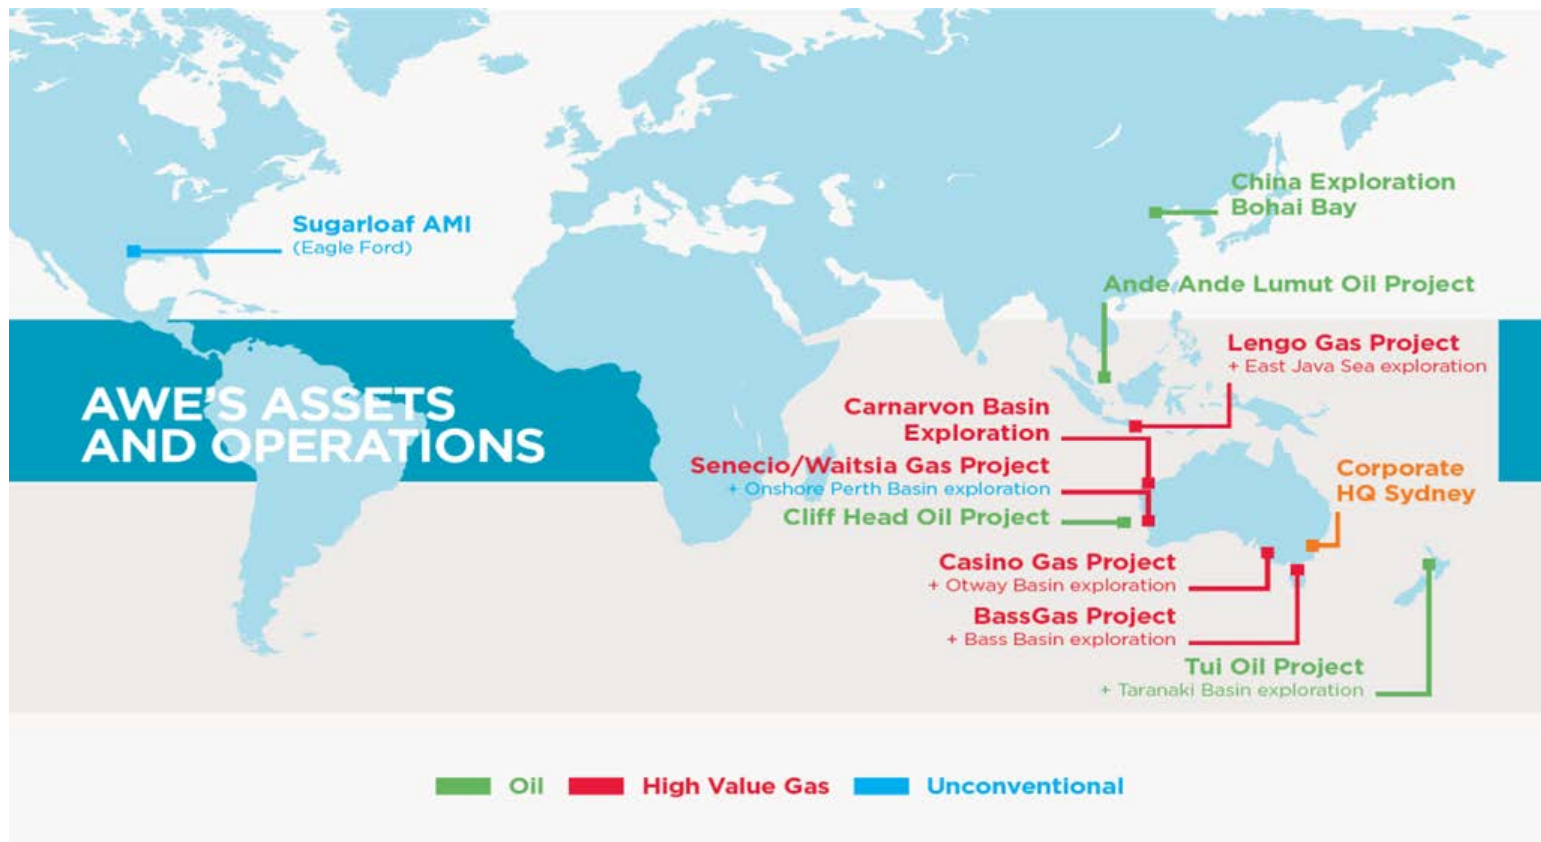 Sugarloaf AMI
(Eagle Ford)
China Exploration
Bohai Bay
Ande Ande Lumut Oil Project
Lengo Gas Project
+ East Java Sea exploration
AWE'S ASSETS
AND OPERATIONS
Carnarvon Basin
Exploration
Senecio/Waitsia Gas Project
+ Onshore Perth Basin exploration
Cliff Head Oil Project
Corporate
HQ Sydney
Casino Gas Project
+ Otway Basin exploration
BassGas Project
+ Bass Basin exploration
Tui Oil Project
+ Taranaki Basin exploration
Oil
High Value Gas
Unconventional